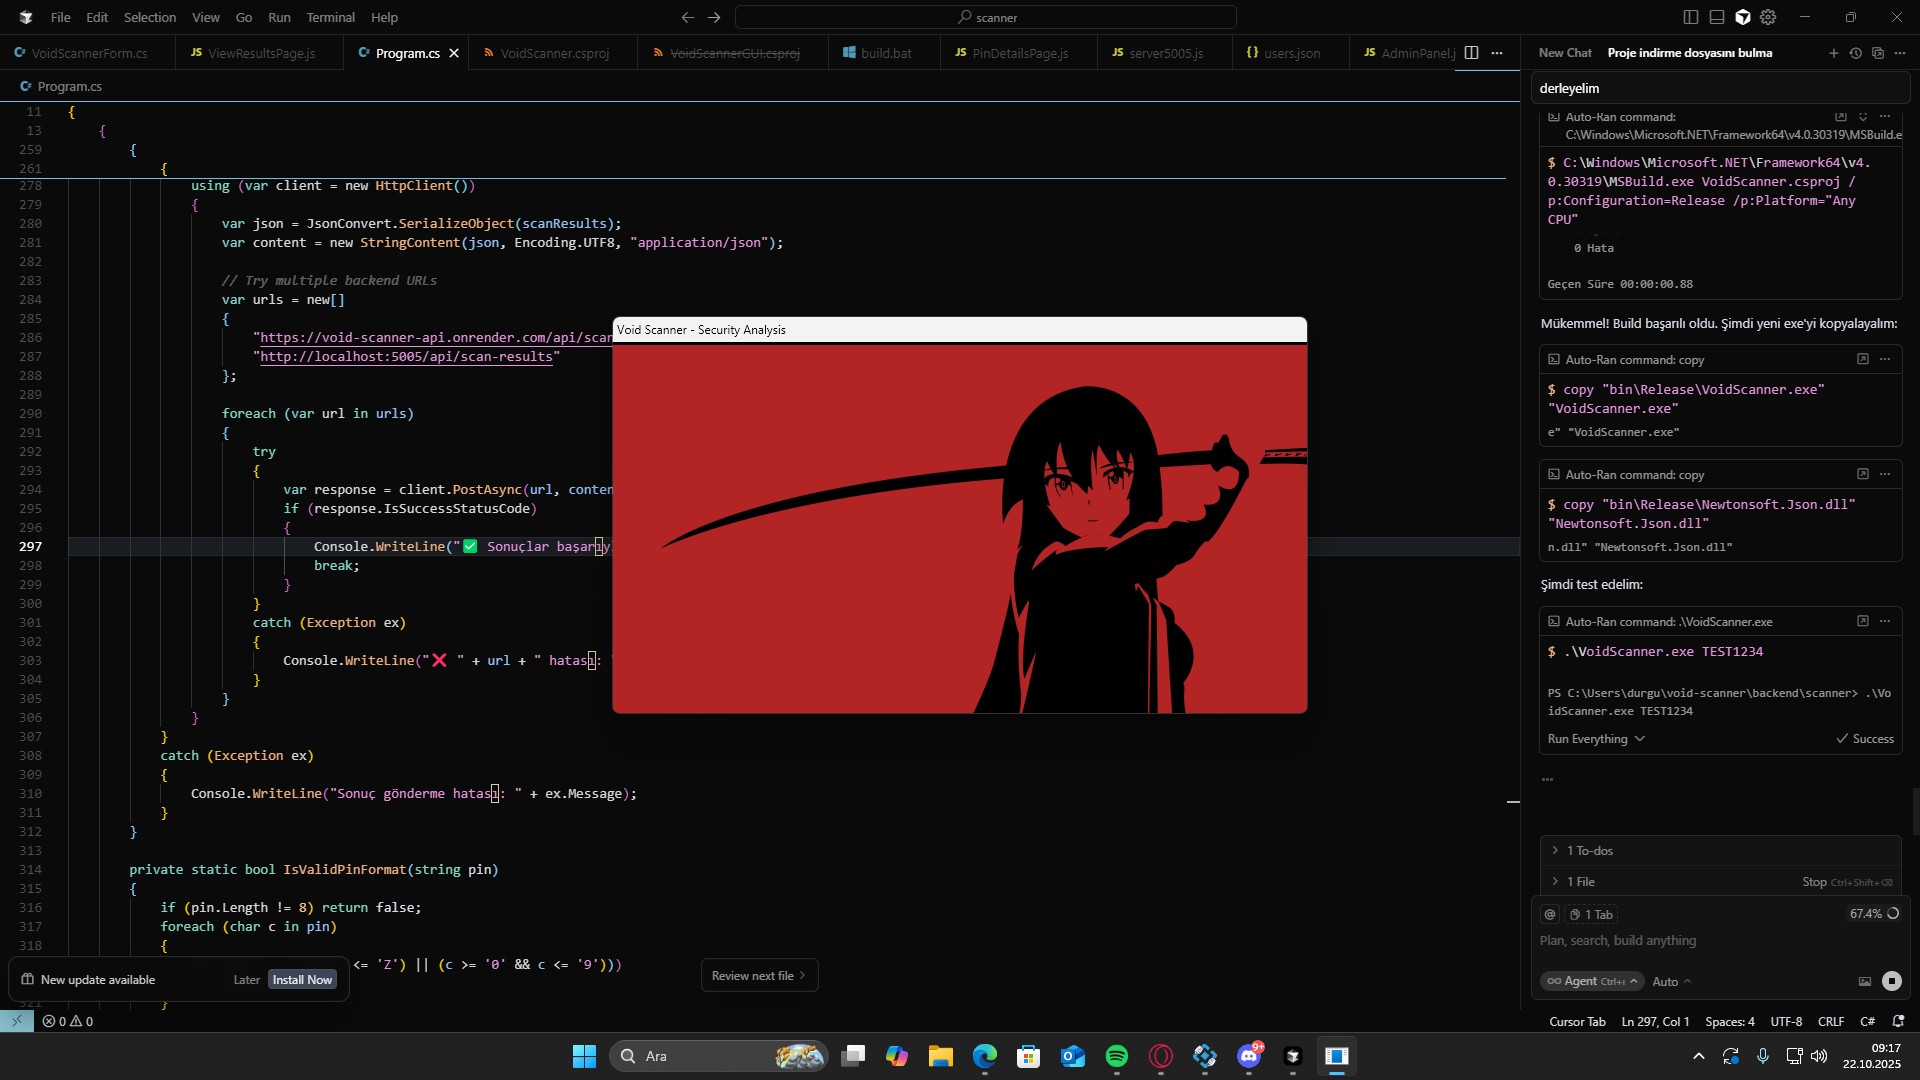 File Edit Selection View Go Run Terminal Help
scanner
VoidScannerForm.cs
ViewResultsPage.js
Program.cs
VoidScanner.csproj
VoidScannerGUI.csproj
build.bat
PinDetailsPage.js
server5005.js
users.json
AdminPanel.j
New Chat Proje indirme dosyasını bulma
Program.cs
11 {
13 {
259 {
261 {
278 using (var client = new HttpClient())
279 {
280 var json = JsonConvert.SerializeObject(scanResults);
281 var content = new StringContent(json, Encoding.UTF8, "application/json");
282
283 // Try multiple backend URLs
284 var urls = new[]
285 {
286 "https://void-scanner-api.onrender.com/api/scan
287 "http://localhost:5005/api/scan-results"
288 };
289
290 foreach (var url in urls)
291 {
292 try
293 {
294 var response = client.PostAsync(url, conten
295 if (response.IsSuccessStatusCode)
296 {
297 Console.WriteLine("✅ Sonuçlar başarıy
298 break;
299 }
300 }
301 catch (Exception ex)
302 {
303 Console.WriteLine("❌ " + url + " hatası: "
304 }
305 }
306 }
307 }
308 catch (Exception ex)
309 {
310 Console.WriteLine("Sonuç gönderme hatası: " + ex.Message);
311 }
312 }
313
314 private static bool IsValidPinFormat(string pin)
315 {
316 if (pin.Length != 8) return false;
317 foreach (char c in pin)
318 {
<= 'Z') || (c >= '0' && c <= '9')))
321 }
Void Scanner - Security Analysis
New update available Later Install Now
Review next file
derleyelim
Auto-Ran command:
C:\Windows\Microsoft.NET\Framework64\v4.0.30319\MSBuild.e
$ C:\Windows\Microsoft.NET\Framework64\v4.
0.30319\MSBuild.exe VoidScanner.csproj /
p:Configuration=Release /p:Platform="Any
CPU"
0 Hata
Geçen Süre 00:00:00.88
Mükemmel! Build başarılı oldu. Şimdi yeni exe'yi kopyalayalım:
Auto-Ran command: copy
$ copy "bin\Release\VoidScanner.exe"
"VoidScanner.exe"
e" "VoidScanner.exe"
Auto-Ran command: copy
$ copy "bin\Release\Newtonsoft.Json.dll"
"Newtonsoft.Json.dll"
n.dll" "Newtonsoft.Json.dll"
Şimdi test edelim:
Auto-Ran command: .\VoidScanner.exe
$ .\VoidScanner.exe TEST1234
PS C:\Users\durgu\void-scanner\backend\scanner> .\Vo
idScanner.exe TEST1234
Run Everything Success
1 To-dos
1 File Stop Ctrl+Shift+⌫
@ 1 Tab 67.4%
Plan, search, build anything
Agent Ctrl+I Auto
0 0
Cursor Tab Ln 297, Col 1 Spaces: 4 UTF-8 CRLF C#
Ara
9+
09:17
22.10.2025